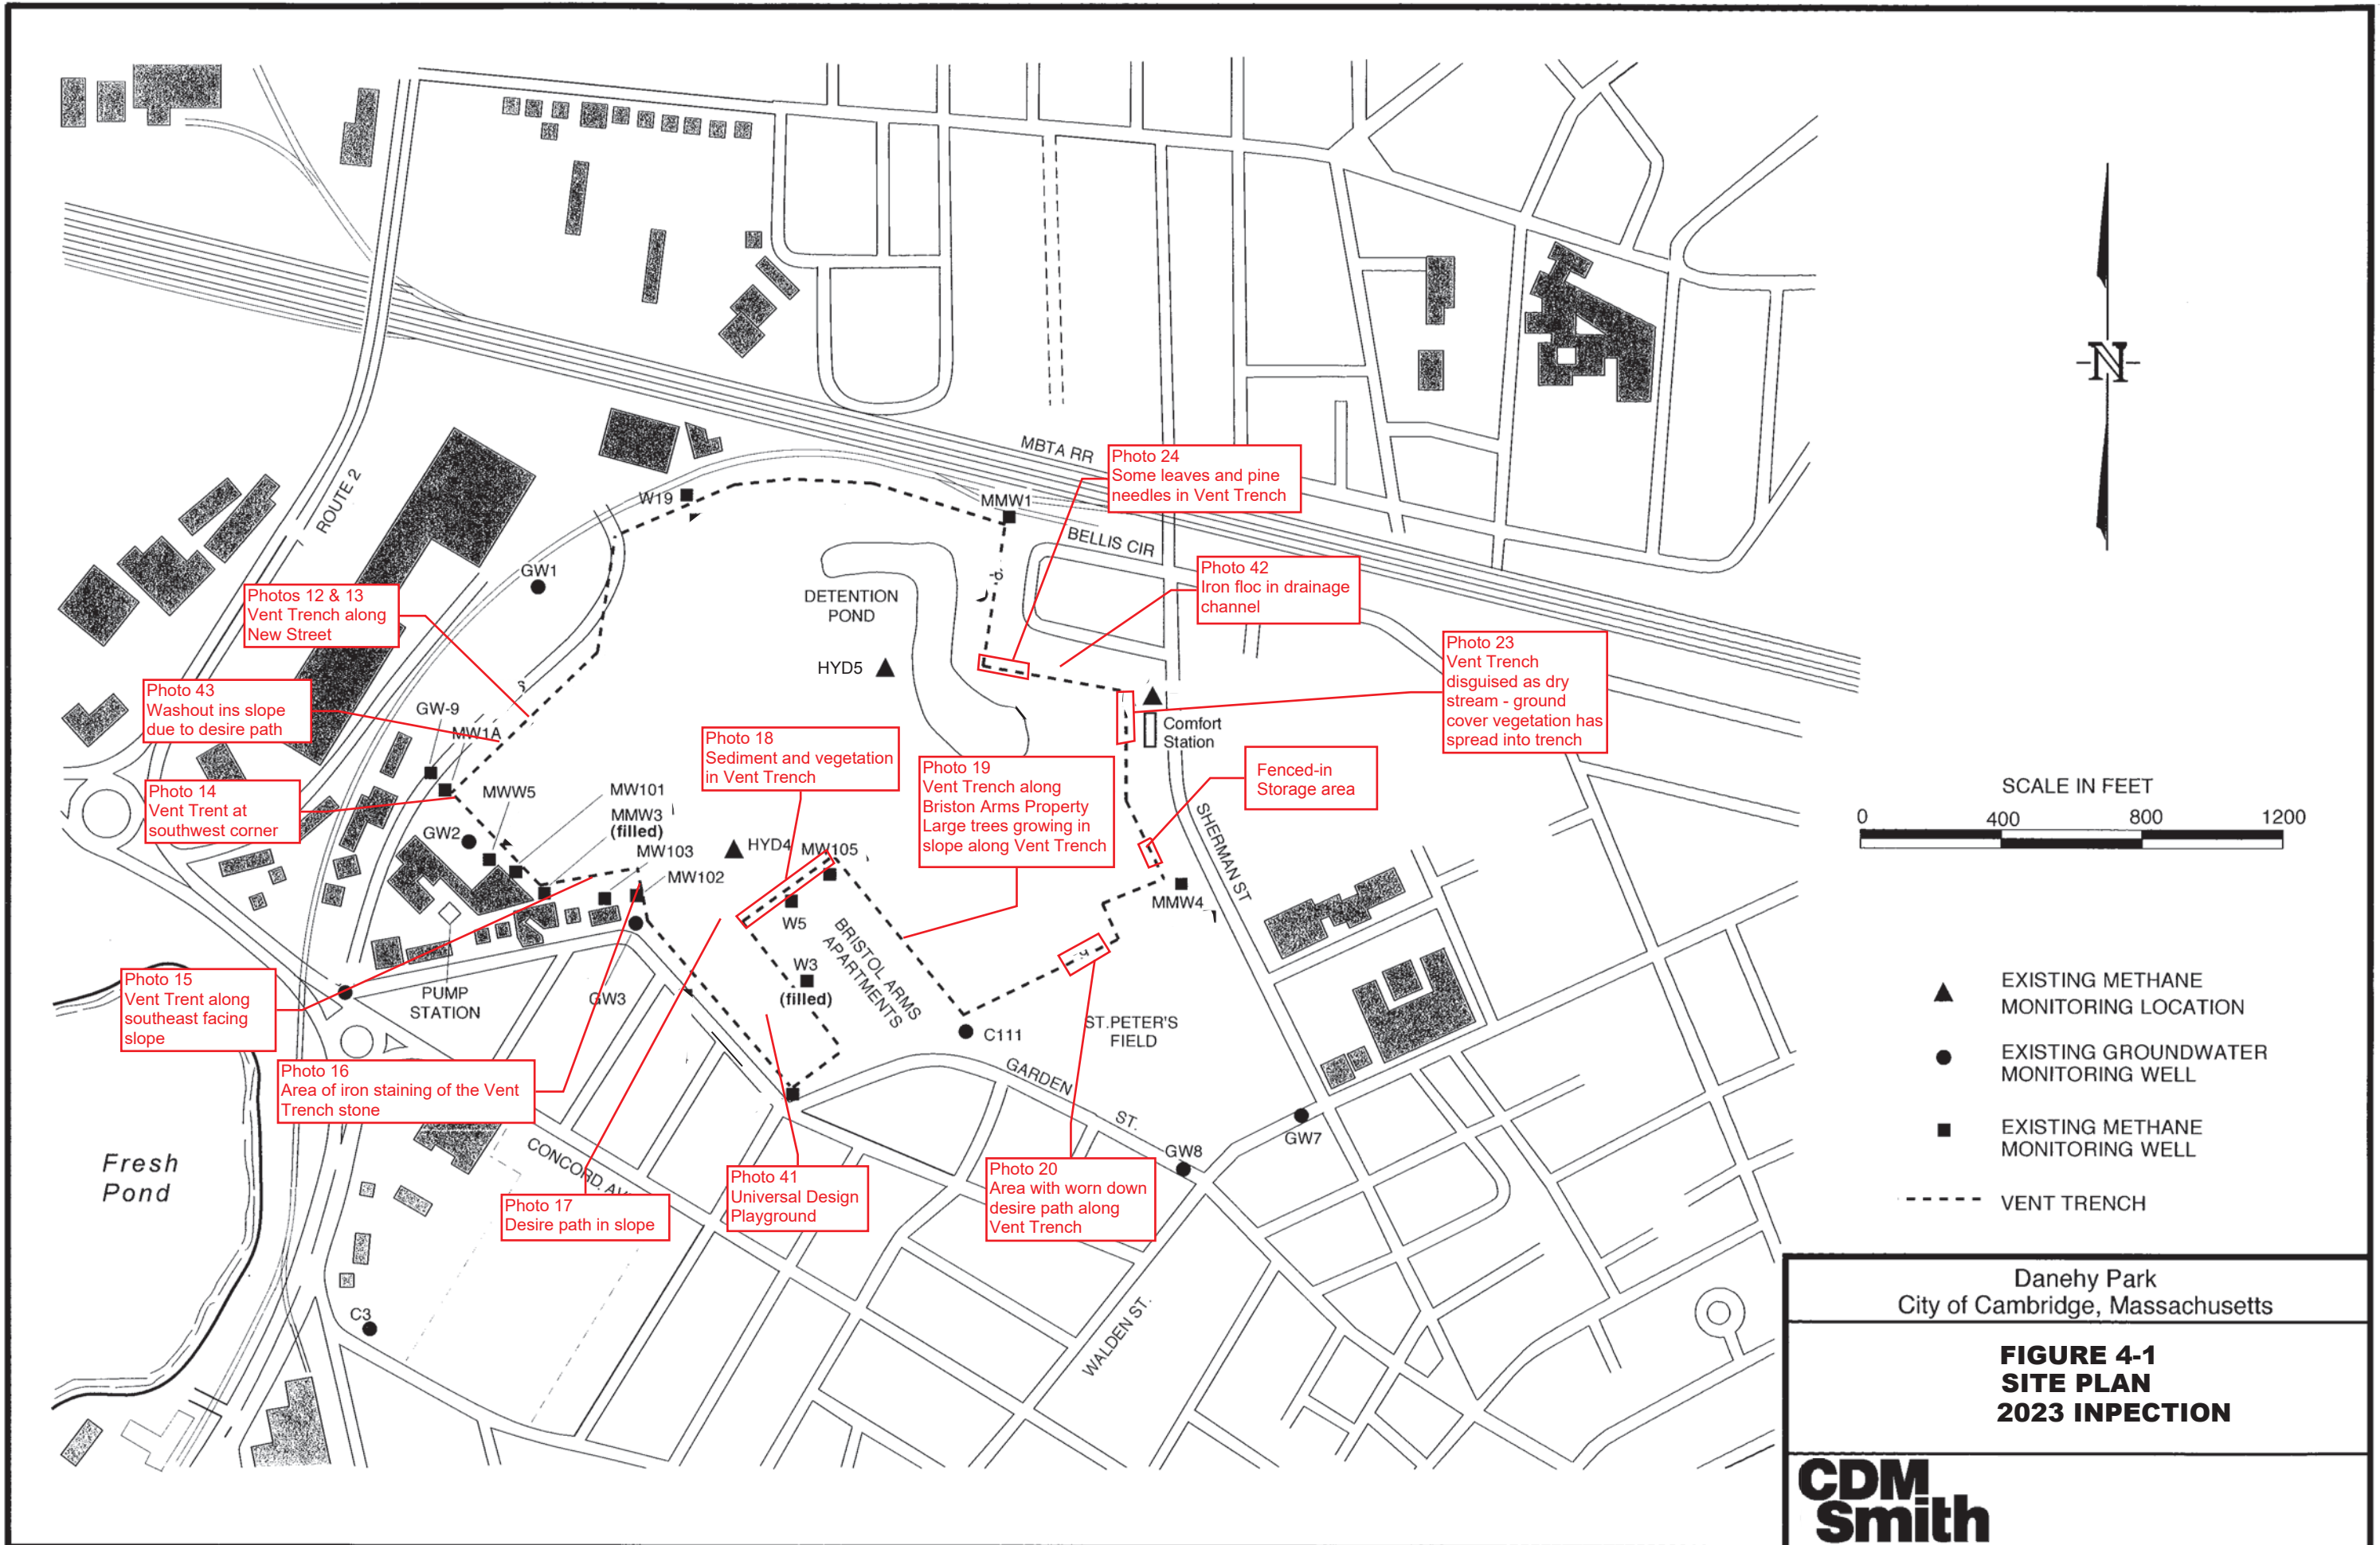 MBTA RR
Photo 24
Some leaves and pine
needles in Vent Trench
ROUTE 2
W19
MMW1
BELLIS CIR
N
GW1
DETENTION
POND
Photo 42
Iron floc in drainage
channel
Photos 12 & 13
Vent Trench along
New Street
HYD5
Photo 23
Vent Trench
disguised as dry
stream - ground
cover vegetation has
spread into trench
Photo 43
Washout ins slope
due to desire path
GW-9
MW1A
Comfort
Station
Photo 18
Sediment and vegetation
in Vent Trench
Photo 19
Vent Trench along
Briston Arms Property
Large trees growing in
slope along Vent Trench
Fenced-in
Storage area
Photo 14
Vent Trent at
southwest corner
MWW5
MW101
MMW3
(filled)
GW2
MW103
MW102
HYD4
MW105
SHERMAN ST
SCALE IN FEET
0 400 800 1200
W5
MMW4
BRISTOL ARMS
APARTMENTS
W3
(filled)
Photo 15
Vent Trent along
southeast facing
slope
PUMP
STATION
GW3
C111
ST.PETER'S
FIELD
EXISTING METHANE
MONITORING LOCATION
EXISTING GROUNDWATER
MONITORING WELL
EXISTING METHANE
MONITORING WELL
VENT TRENCH
Photo 16
Area of iron staining of the Vent
Trench stone
GARDEN
ST.
GW8
GW7
Fresh
Pond
CONCORD
Photo 17
Desire path in slope
Photo 41
Universal Design
Playground
Photo 20
Area with worn down
desire path along
Vent Trench
C3
WALDEN ST.
Danehy Park
City of Cambridge, Massachusetts
FIGURE 4-1
SITE PLAN
2023 INPECTION
CDM
Smith